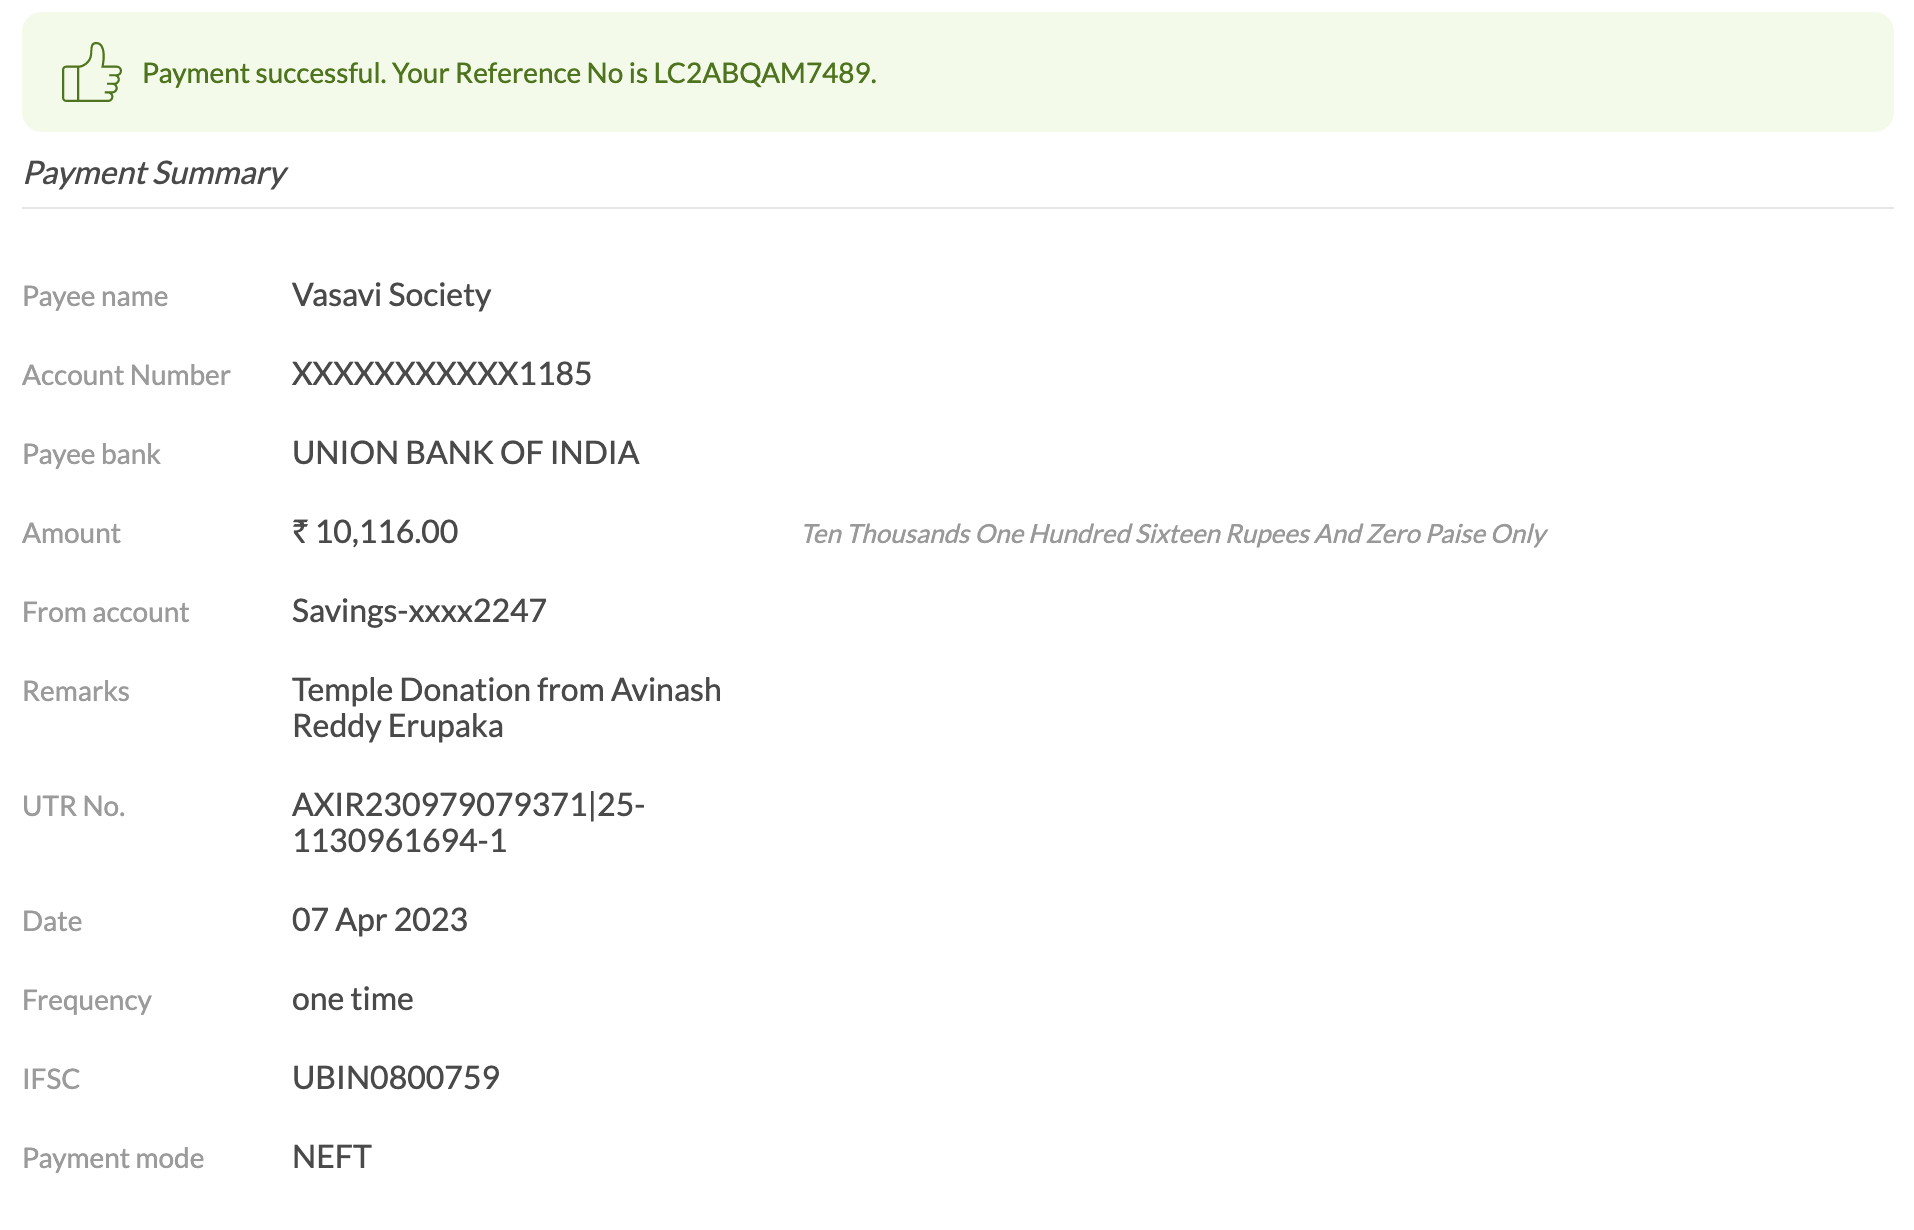 Payment successful. Your Reference No is LC2ABQAM7489.
Payment Summary
Payee name Vasavi Society
Account Number XXXXXXXXXXX1185
Payee bank UNION BANK OF INDIA
Amount ₹ 10,116.00 Ten Thousands One Hundred Sixteen Rupees And Zero Paise Only
From account Savings-xxxx2247
Remarks Temple Donation from Avinash
Reddy Erupaka
UTR No. AXIR230979079371|25-
1130961694-1
Date 07 Apr 2023
Frequency one time
IFSC UBIN0800759
Payment mode NEFT